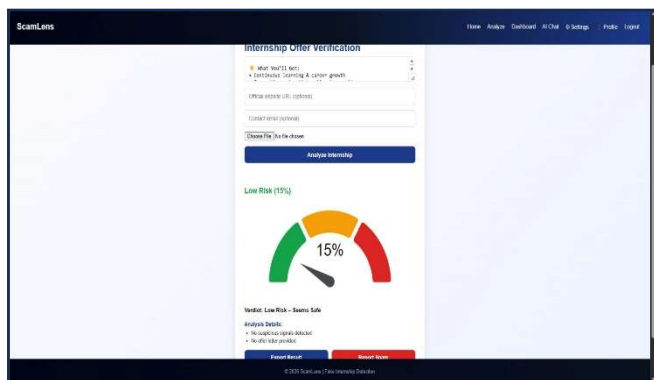 ScamLens
Home Analyze Dashboard AI Chat Settings Profile Logout
Internship Offer Verification
What You'll Get:
• Continuous learning & career growth
Official website URL (optional)
Contact email (optional)
Choose File No file chosen
Analyze Internship
Low Risk (15%)
15%
Verdict: Low Risk – Seems Safe
Analysis Details:
• No suspicious signals detected
• No offer letter provided
Export Result Report Scam
© 2025 ScamLens | Fake Internship Detection